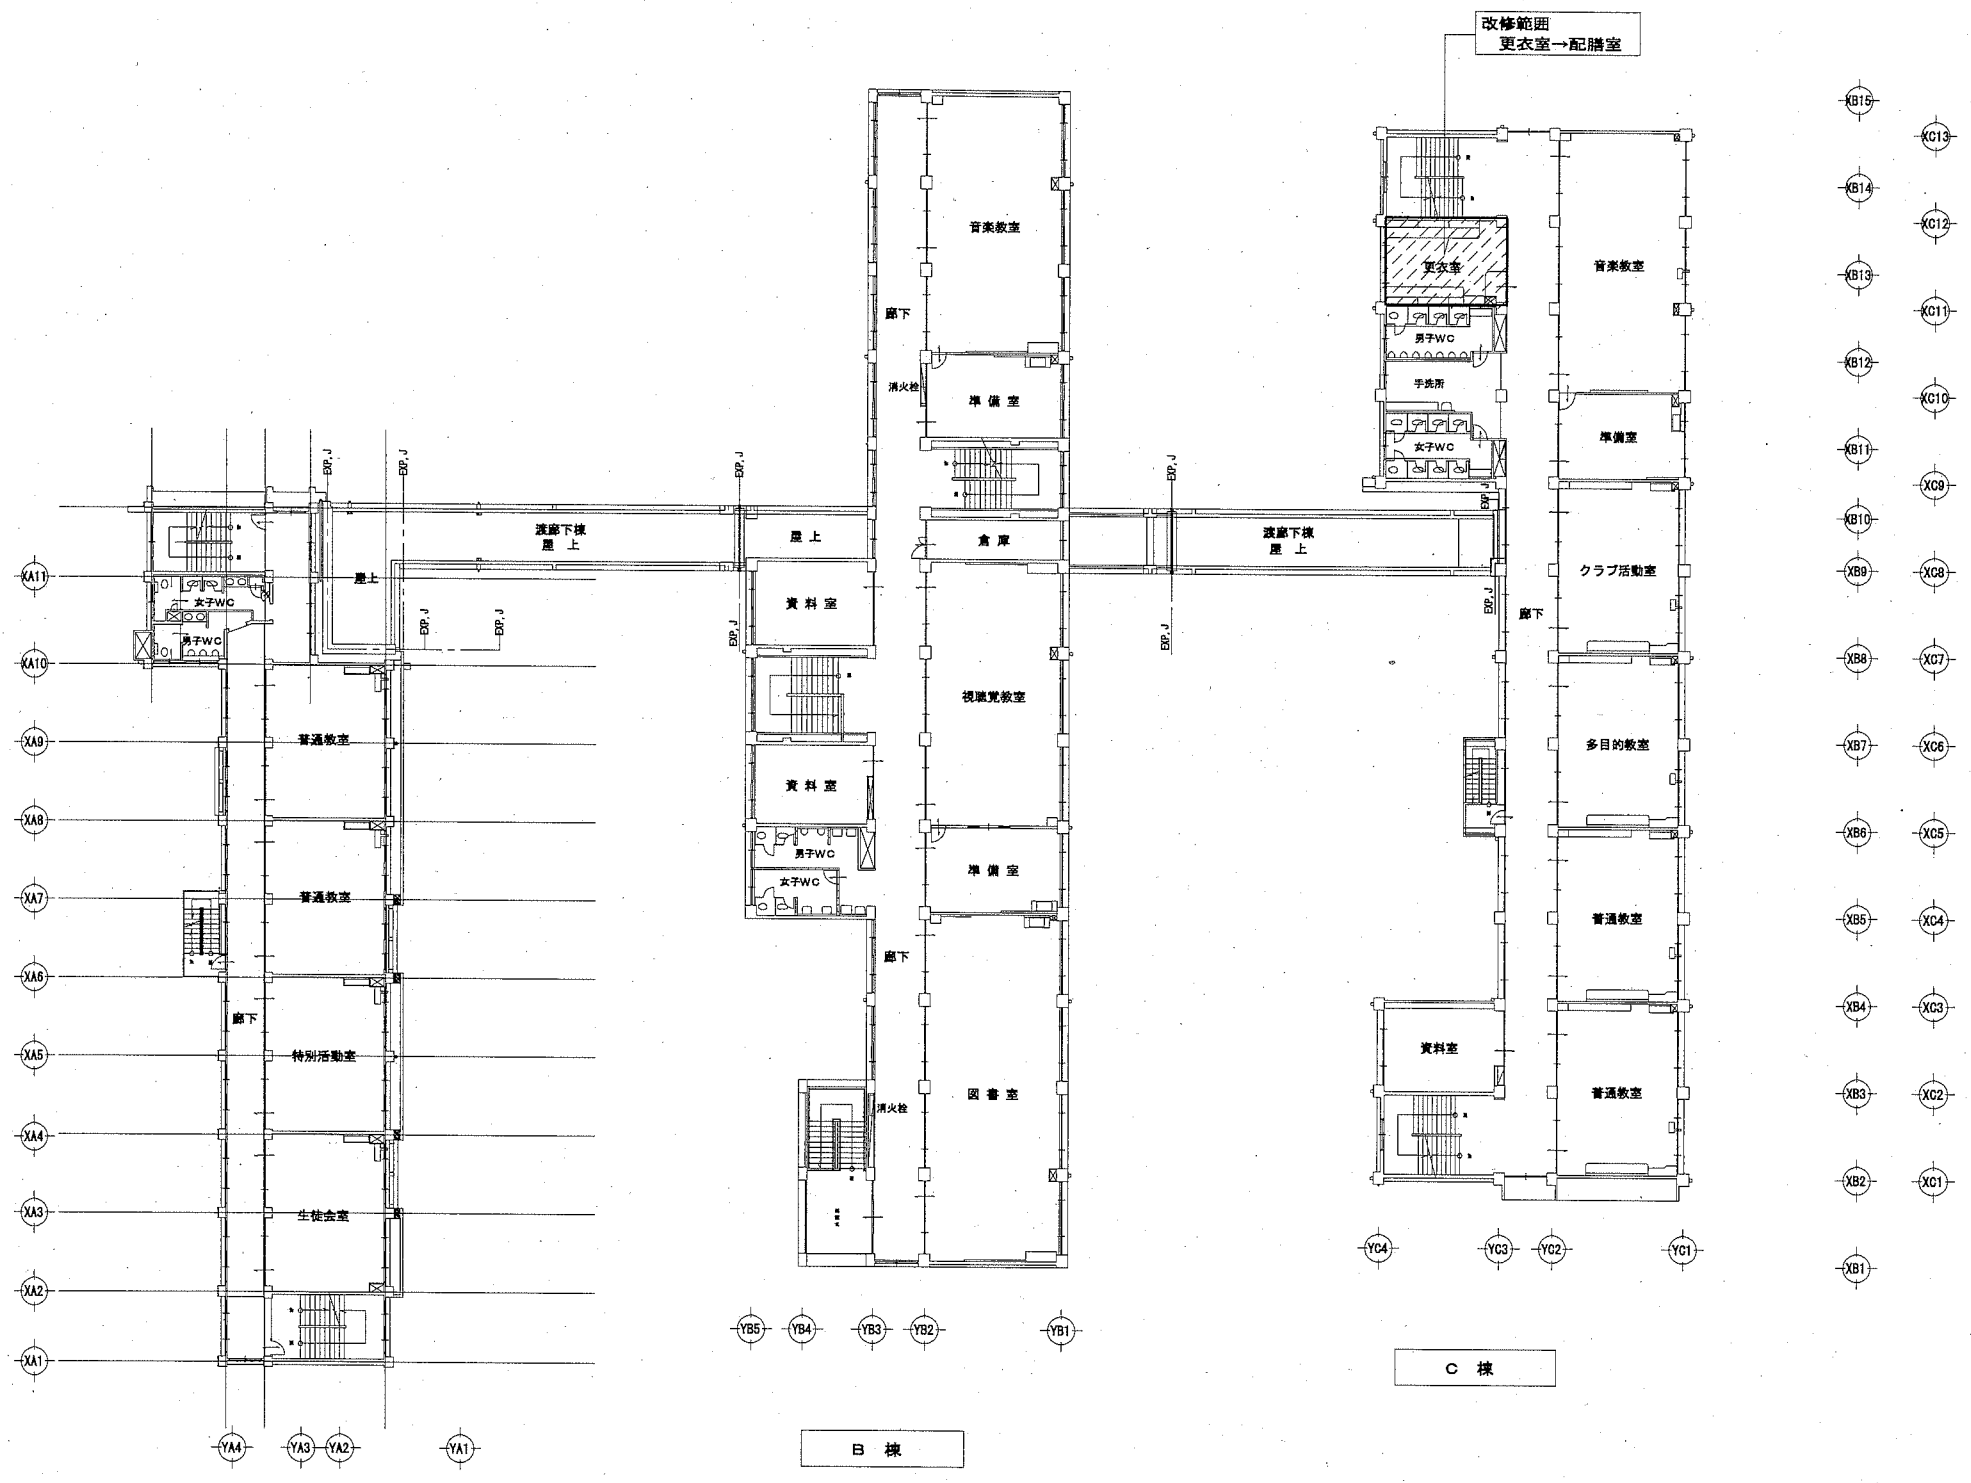 改修範囲
更衣室→配膳室
XB15
XC13
XB14
XC12
XB13
XC11
XB12
XC10
XB11
XC9
XB10
XB9
XC8
XB8
XC7
XB7
XC6
XB6
XC5
XB5
XC4
XB4
XC3
XB3
XC2
XB2
XC1
XB1
音楽教室
廊下
消火栓
準備室
倉庫
屋上
資料室
視聴覚教室
資料室
男子WC
女子WC
準備室
廊下
消火栓
図書室
更衣室
音楽教室
男子WC
手洗所
女子WC
準備室
クラブ活動室
廊下
多目的教室
普通教室
普通教室
資料室
渡廊下棟
屋上
渡廊下棟
屋上
屋上
EXP,J
EXP,J
EXP,J
EXP,J
EXP,J
EXP,J
EXP,J
EXP,J
EXP,J
EXP,J
女子WC
男子WC
普通教室
普通教室
廊下
特別活動室
生徒会室
XA11
XA10
XA9
XA8
XA7
XA6
XA5
XA4
XA3
XA2
XA1
YA4
YA3
YA2
YA1
YB5
YB4
YB3
YB2
YB1
YC4
YC3
YC2
YC1
B 棟
C 棟